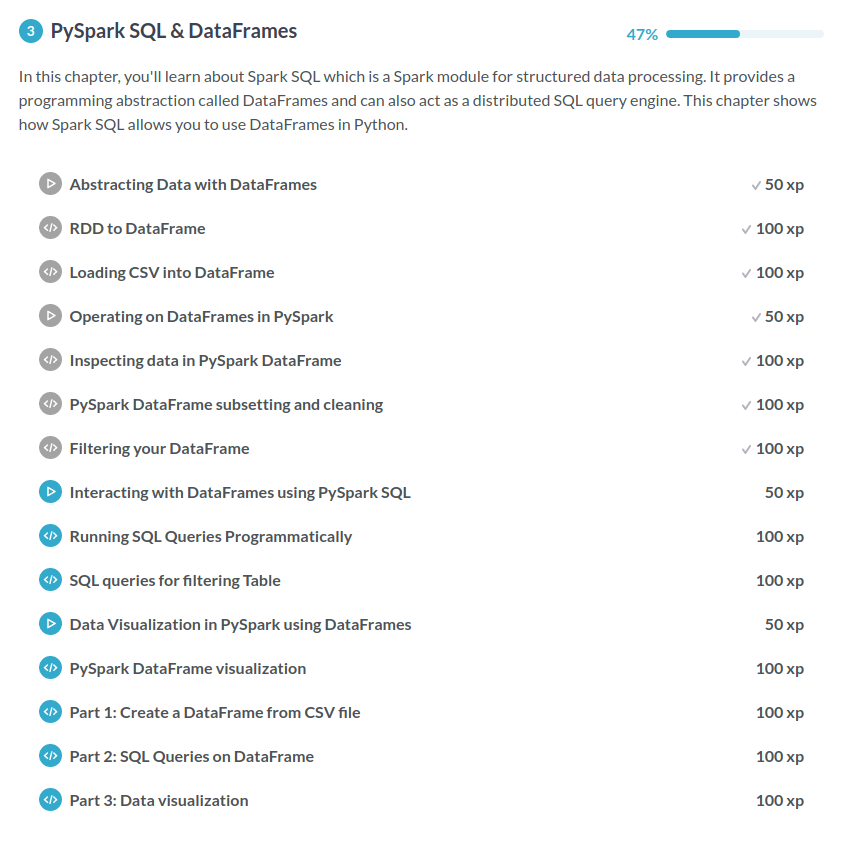 3 PySpark SQL & DataFrames 47%
In this chapter, you'll learn about Spark SQL which is a Spark module for structured data processing. It provides a
programming abstraction called DataFrames and can also act as a distributed SQL query engine. This chapter shows
how Spark SQL allows you to use DataFrames in Python.
Abstracting Data with DataFrames 50 xp
</> RDD to DataFrame 100 xp
</> Loading CSV into DataFrame 100 xp
Operating on DataFrames in PySpark 50 xp
</> Inspecting data in PySpark DataFrame 100 xp
</> PySpark DataFrame subsetting and cleaning 100 xp
</> Filtering your DataFrame 100 xp
Interacting with DataFrames using PySpark SQL 50 xp
</> Running SQL Queries Programmatically 100 xp
</> SQL queries for filtering Table 100 xp
Data Visualization in PySpark using DataFrames 50 xp
</> PySpark DataFrame visualization 100 xp
</> Part 1: Create a DataFrame from CSV file 100 xp
</> Part 2: SQL Queries on DataFrame 100 xp
</> Part 3: Data visualization 100 xp